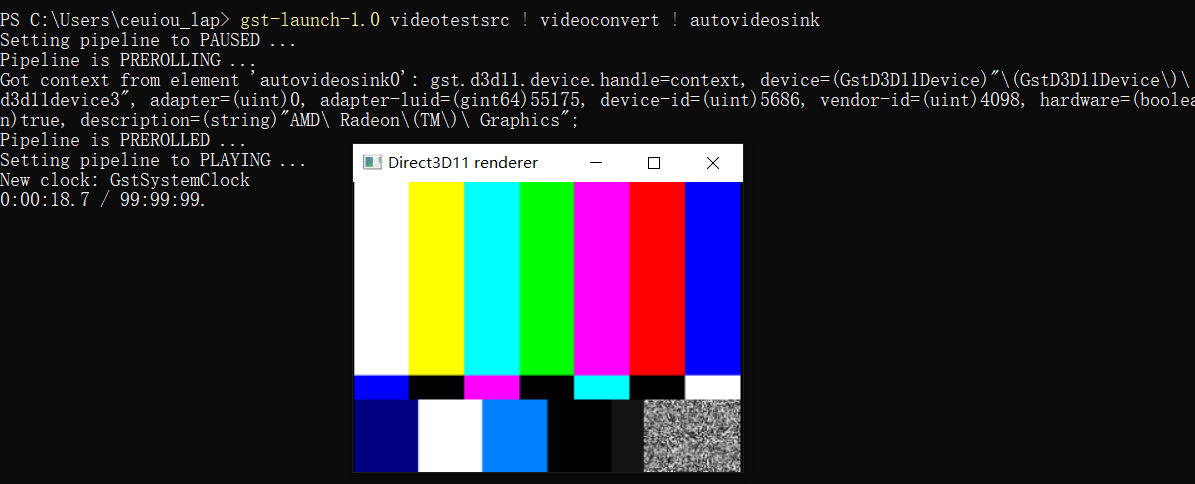 PS C:\Users\ceuiou_lap> gst-launch-1.0 videotestsrc ! videoconvert ! autovideosink
Setting pipeline to PAUSED ...
Pipeline is PREROLLING ...
Got context from element 'autovideosink0': gst.d3d11.device.handle=context, device=(GstD3D11Device)"\(GstD3D11Device\)\
d3d11device3", adapter=(uint)0, adapter-luid=(gint64)55175, device-id=(uint)5686, vendor-id=(uint)4098, hardware=(boolea
n)true, description=(string)"AMD\ Radeon\(TM\)\ Graphics";
Pipeline is PREROLLED ...
Setting pipeline to PLAYING ...
New clock: GstSystemClock
0:00:18.7 / 99:99:99.
Direct3D11 renderer